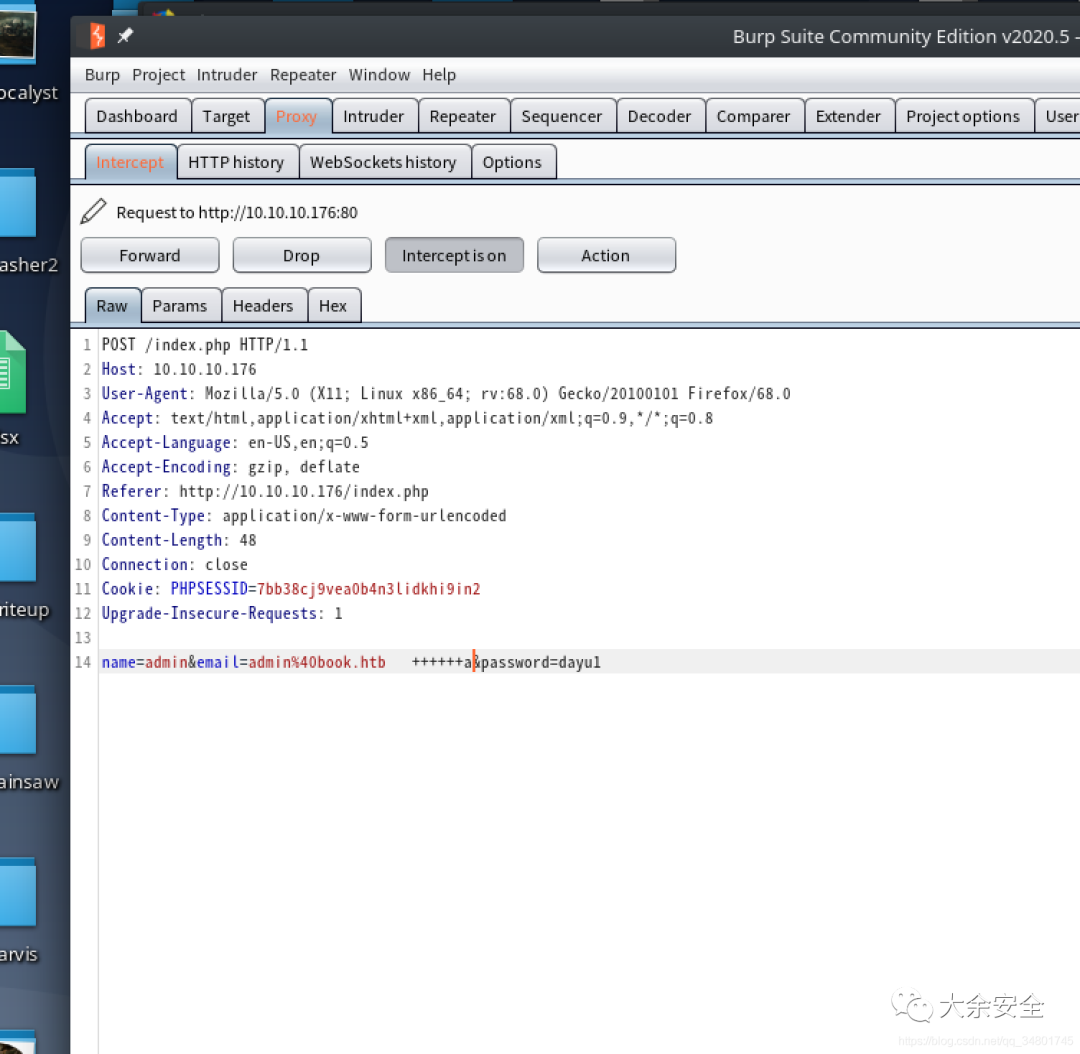 Burp Suite Community Edition v2020.5 -
Burp Project Intruder Repeater Window Help
Dashboard Target Proxy Intruder Repeater Sequencer Decoder Comparer Extender Project options User
Intercept HTTP history WebSockets history Options
Request to http://10.10.10.176:80
Forward Drop Intercept is on Action
Raw Params Headers Hex
1 POST /index.php HTTP/1.1
2 Host: 10.10.10.176
3 User-Agent: Mozilla/5.0 (X11; Linux x86_64; rv:68.0) Gecko/20100101 Firefox/68.0
4 Accept: text/html,application/xhtml+xml,application/xml;q=0.9,*/*;q=0.8
5 Accept-Language: en-US,en;q=0.5
6 Accept-Encoding: gzip, deflate
7 Referer: http://10.10.10.176/index.php
8 Content-Type: application/x-www-form-urlencoded
9 Content-Length: 48
10 Connection: close
11 Cookie: PHPSESSID=7bb38cj9vea0b4n3lidkhi9in2
12 Upgrade-Insecure-Requests: 1
13
14 name=admin&email=admin%40book.htb   ++++++a&password=dayu1
ocalyst
asher2
sx
riteup
ainsaw
arvis
大余安全
https://blog.csdn.net/qq_34801745